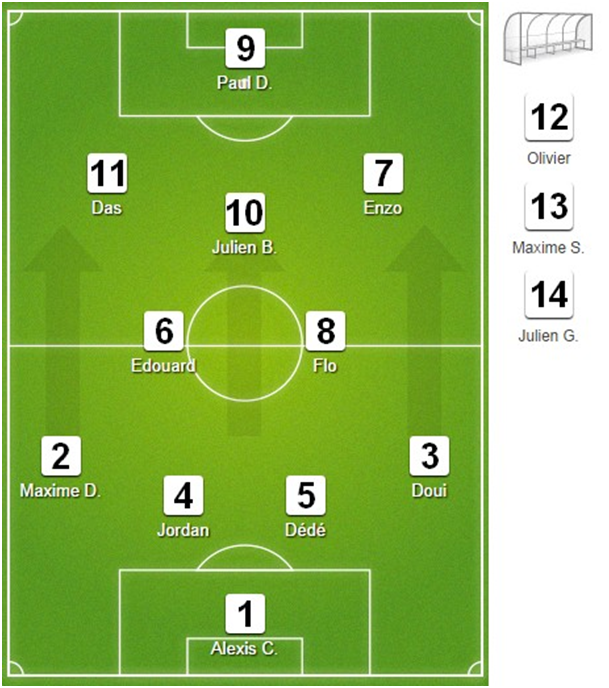 9
Paul D.
11
Das
7
Enzo
10
Julien B.
6
Edouard
8
Flo
2
Maxime D.
3
Doui
4
Jordan
5
Dédé
1
Alexis C.
12
Olivier
13
Maxime S.
14
Julien G.